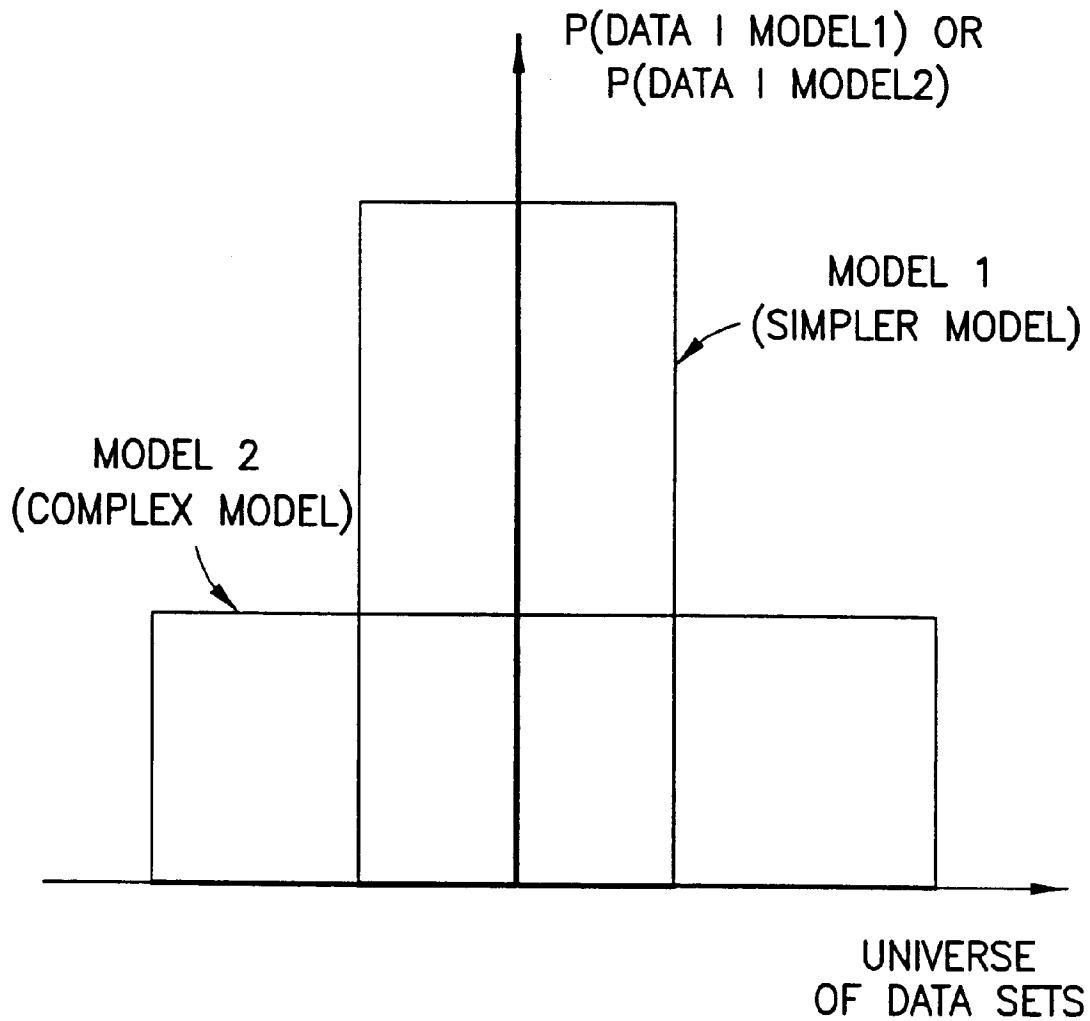 P(DATA | MODEL1) OR
P(DATA | MODEL2)
MODEL 1
(SIMPLER MODEL)
MODEL 2
(COMPLEX MODEL)
UNIVERSE
OF DATA SETS